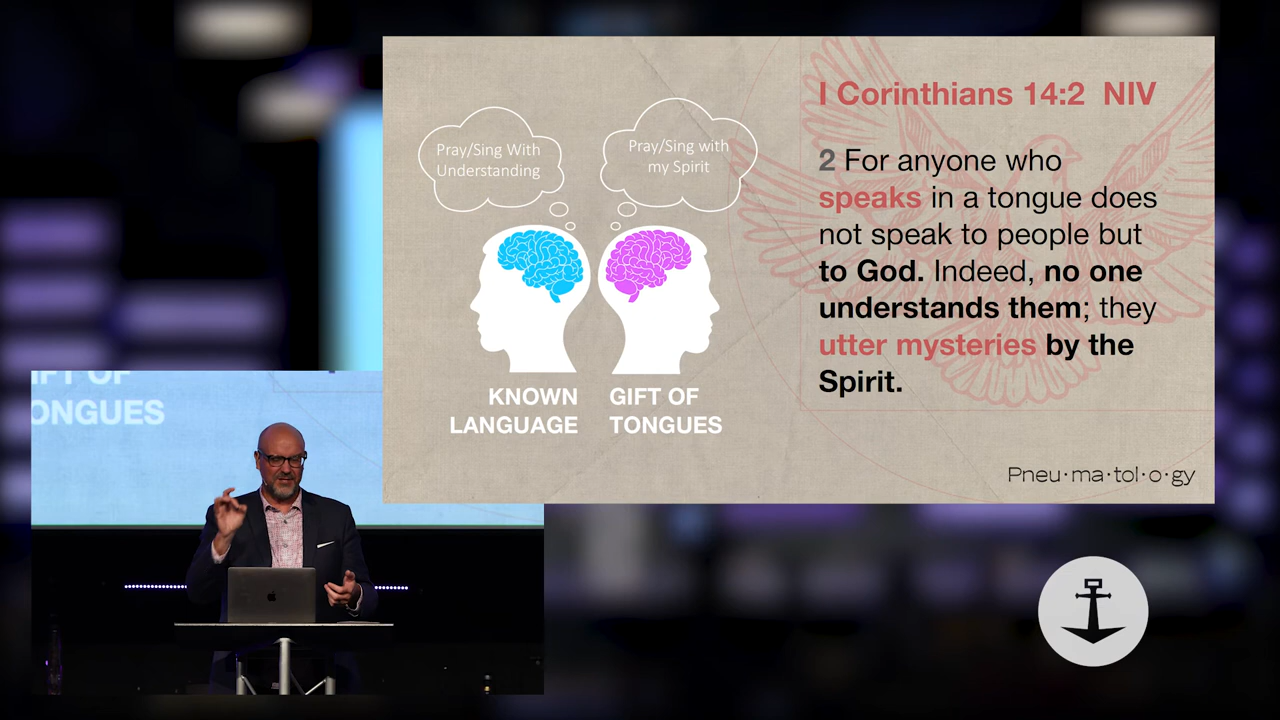 Pray/Sing With
Understanding
Pray/Sing with
my Spirit
KNOWN
LANGUAGE
GIFT OF
TONGUES
I Corinthians 14:2 NIV
2 For anyone who
speaks in a tongue does
not speak to people but
to God. Indeed, no one
understands them; they
utter mysteries by the
Spirit.
Pneu·ma·tol·o·gy
IFT OF
ONGUES